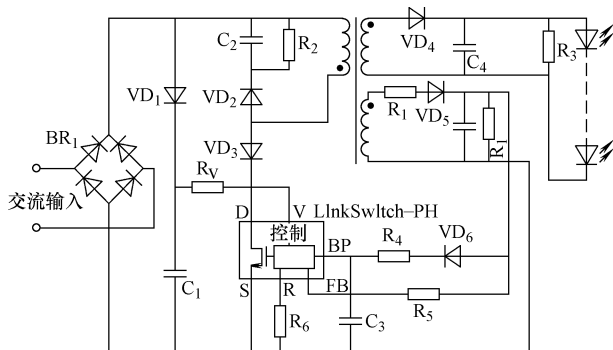 C2
R2
VD4
C4
R3
VD1
VD2
R1
VD5
R1
BR1
VD3
RV
交流输入
D
V
LlnkSwltch-PH
控制
BP
R4
VD6
S
R
FB
R5
C1
R6
C3